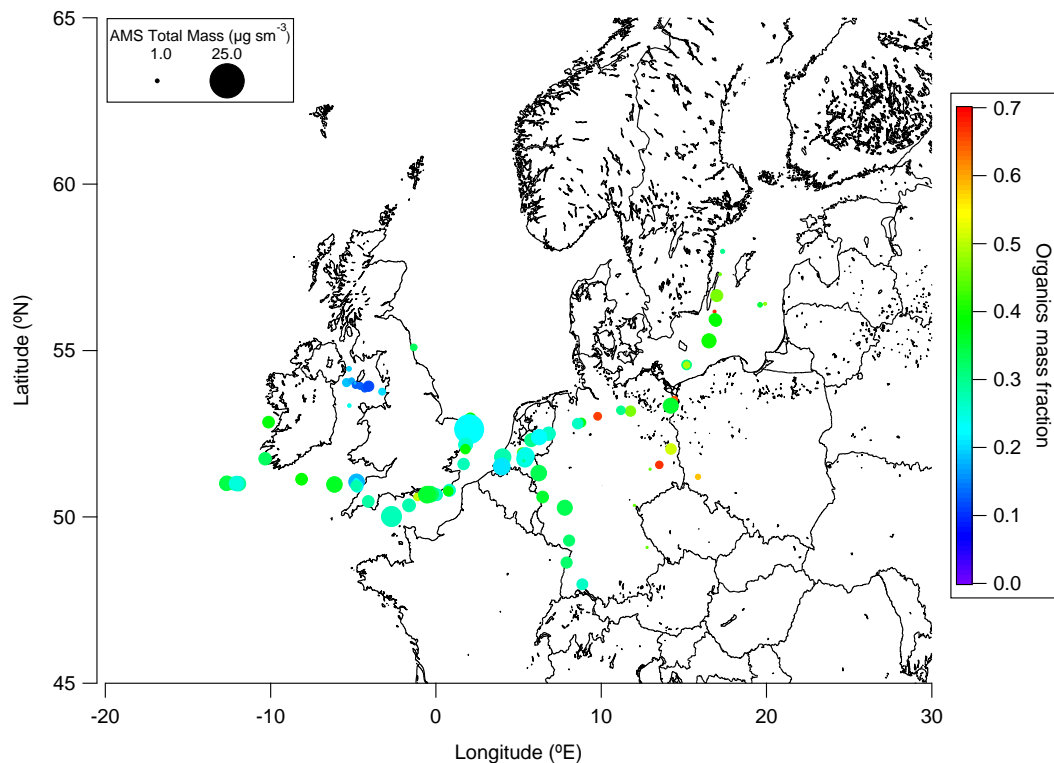 AMS Total Mass (µg sm⁻³)
1.0 25.0
65
60
55
50
45
Latitude (ºN)
-20 -10 0 10 20 30
Longitude (ºE)
0.7
0.6
0.5
0.4
0.3
0.2
0.1
0.0
Organics mass fraction